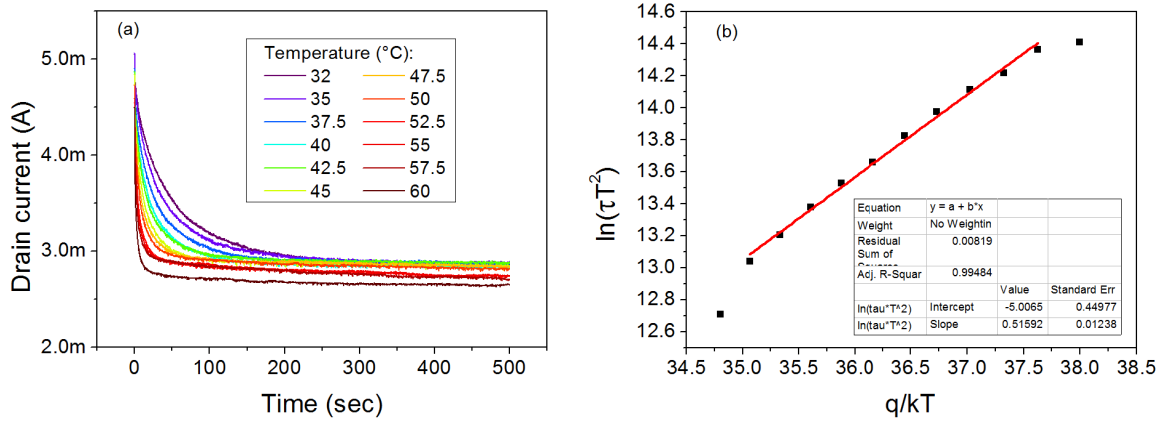 (a)
Drain current (A)
5.0m
4.0m
3.0m
2.0m
Temperature (°C):
32 47.5
35 50
37.5 52.5
40 55
42.5 57.5
45 60
0 100 200 300 400 500
Time (sec)
(b)
ln(τT²)
14.6
14.4
14.2
14.0
13.8
13.6
13.4
13.2
13.0
12.8
12.6
Equation y = a + b*x
Weight No Weightin
Residual 0.00819
Sum of
Adj. R-Squar 0.99484
Value Standard Err
ln(tau*T^2) Intercept -5.0065 0.44977
ln(tau*T^2) Slope 0.51592 0.01238
34.5 35.0 35.5 36.0 36.5 37.0 37.5 38.0 38.5
q/kT